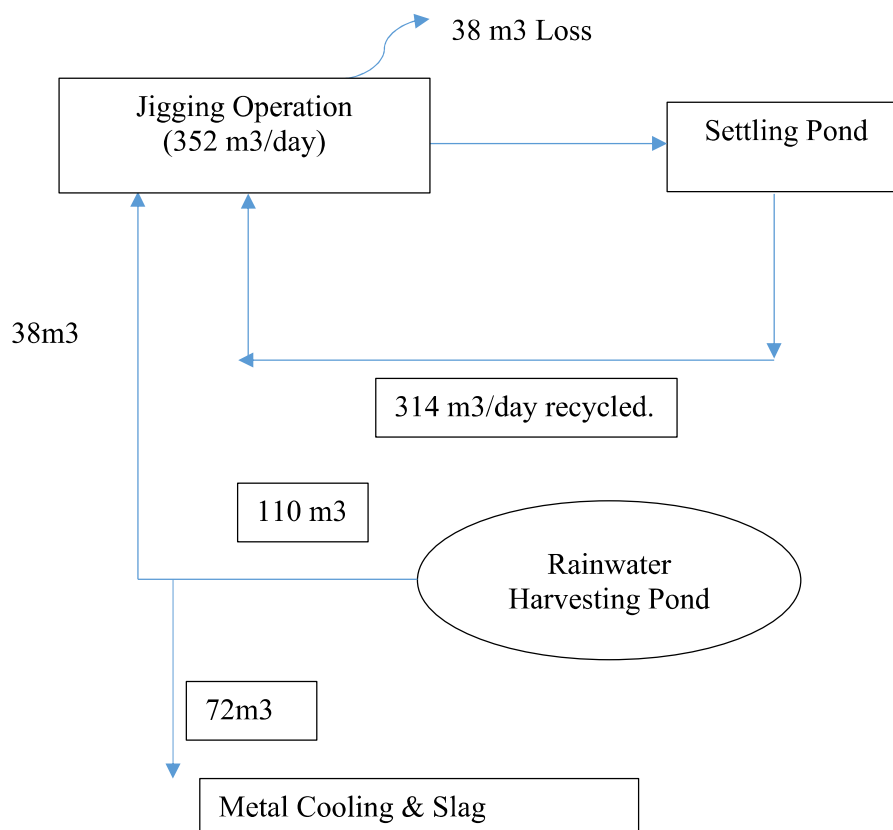 38 m3 Loss
Jigging Operation
(352 m3/day)
Settling Pond
38m3
314 m3/day recycled.
110 m3
Rainwater
Harvesting Pond
72m3
Metal Cooling & Slag